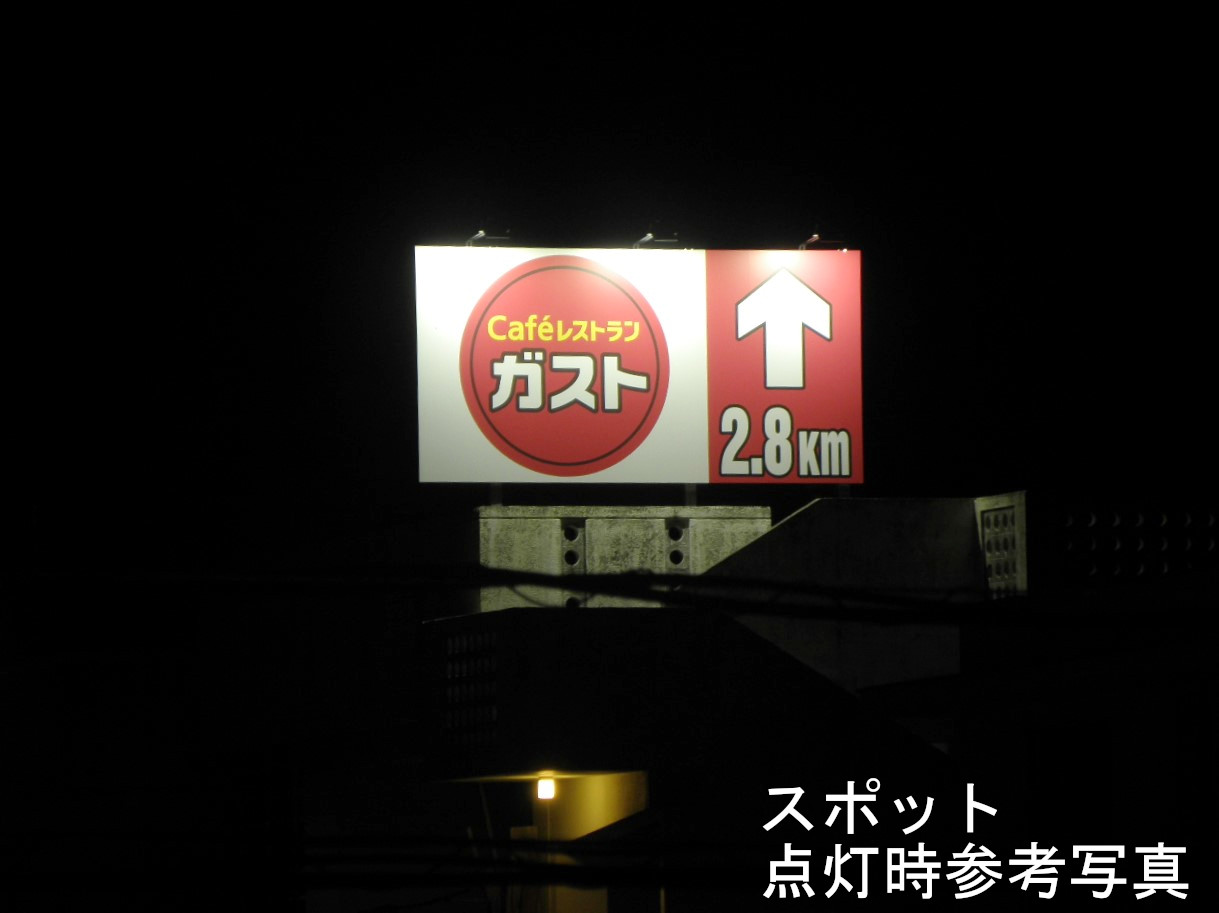 Caféレストラン
ガスト
2.8Km
スポット
点灯時参考写真